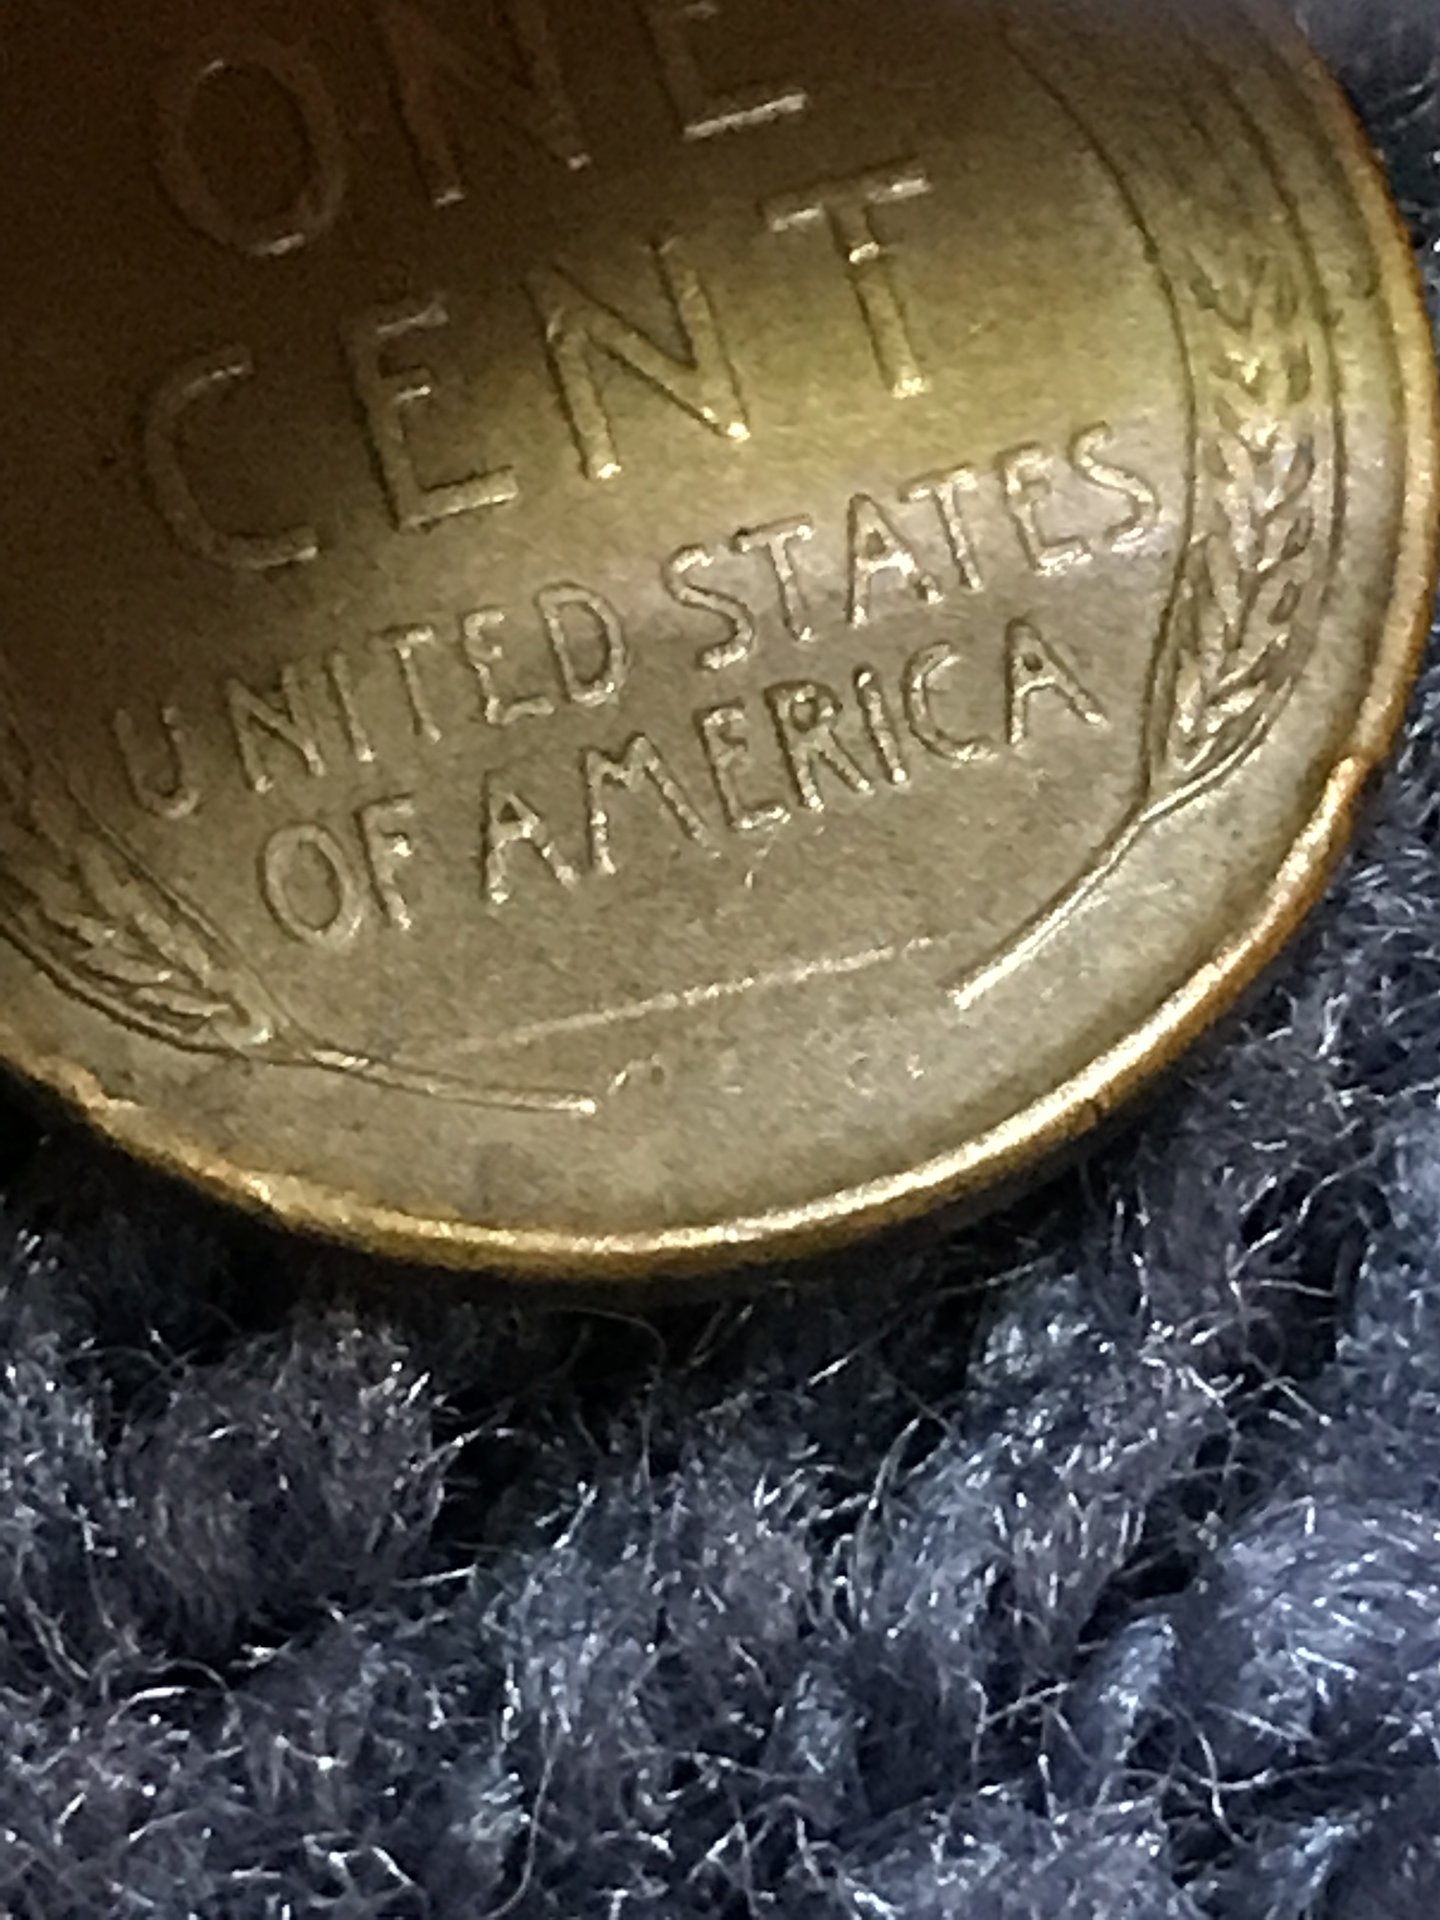 ONE
CENT
UNITED STATES
OF AMERICA